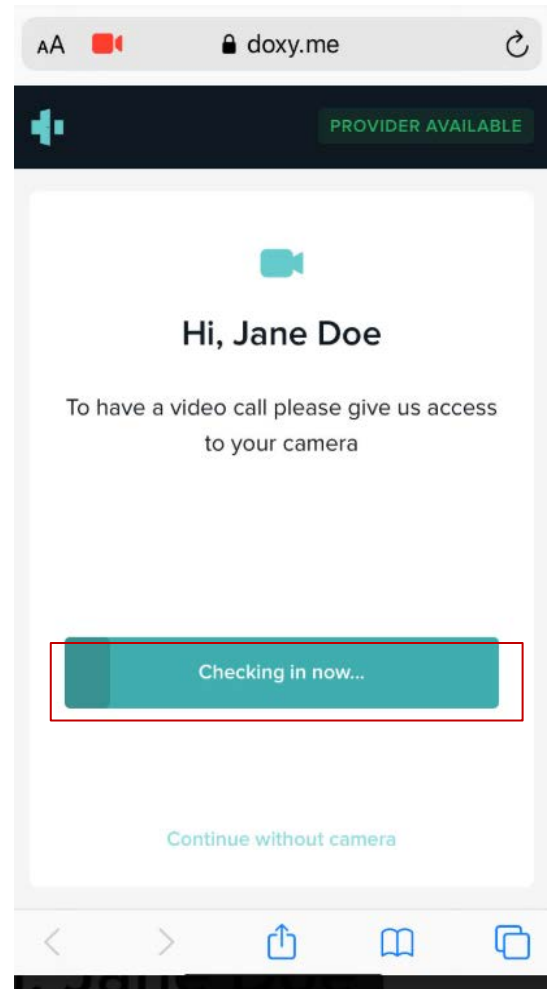 AA doxy.me
PROVIDER AVAILABLE
Hi, Jane Doe
To have a video call please give us access
to your camera
Checking in now...
Continue without camera